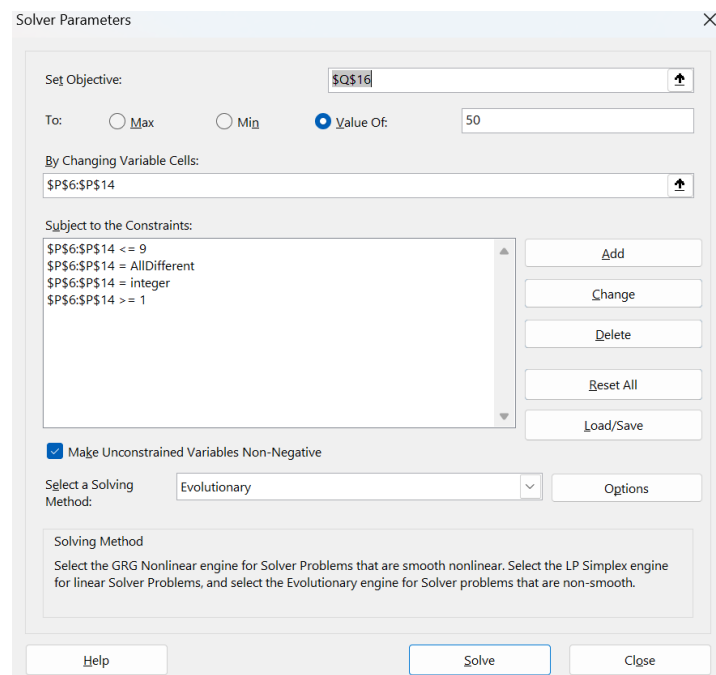 Solver Parameters
Set Objective:
$Q$16
To:
Max
Min
Value Of:
50
By Changing Variable Cells:
$P$6:$P$14
Subject to the Constraints:
$P$6:$P$14 <= 9
$P$6:$P$14 = AllDifferent
$P$6:$P$14 = integer
$P$6:$P$14 >= 1
Add
Change
Delete
Reset All
Load/Save
Make Unconstrained Variables Non-Negative
Select a Solving
Method:
Evolutionary
Options
Solving Method
Select the GRG Nonlinear engine for Solver Problems that are smooth nonlinear. Select the LP Simplex engine
for linear Solver Problems, and select the Evolutionary engine for Solver problems that are non-smooth.
Help
Solve
Close